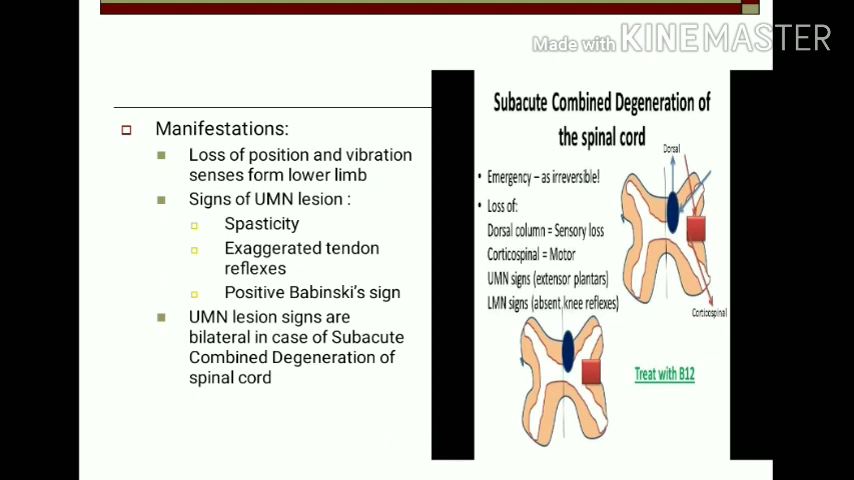 Made with KINEMASTER
Manifestations:
Loss of position and vibration
senses form lower limb
Signs of UMN lesion :
Spasticity
Exaggerated tendon
reflexes
Positive Babinski's sign
UMN lesion signs are
bilateral in case of Subacute
Combined Degeneration of
spinal cord
Subacute Combined Degeneration of
the spinal cord
Dorsal
• Emergency – as irreversible!
• Loss of:
Dorsal column = Sensory loss
Corticospinal = Motor
UMN signs (extensor plantars)
LMN signs (absent knee reflexes)
Corticospinal
Treat with B12